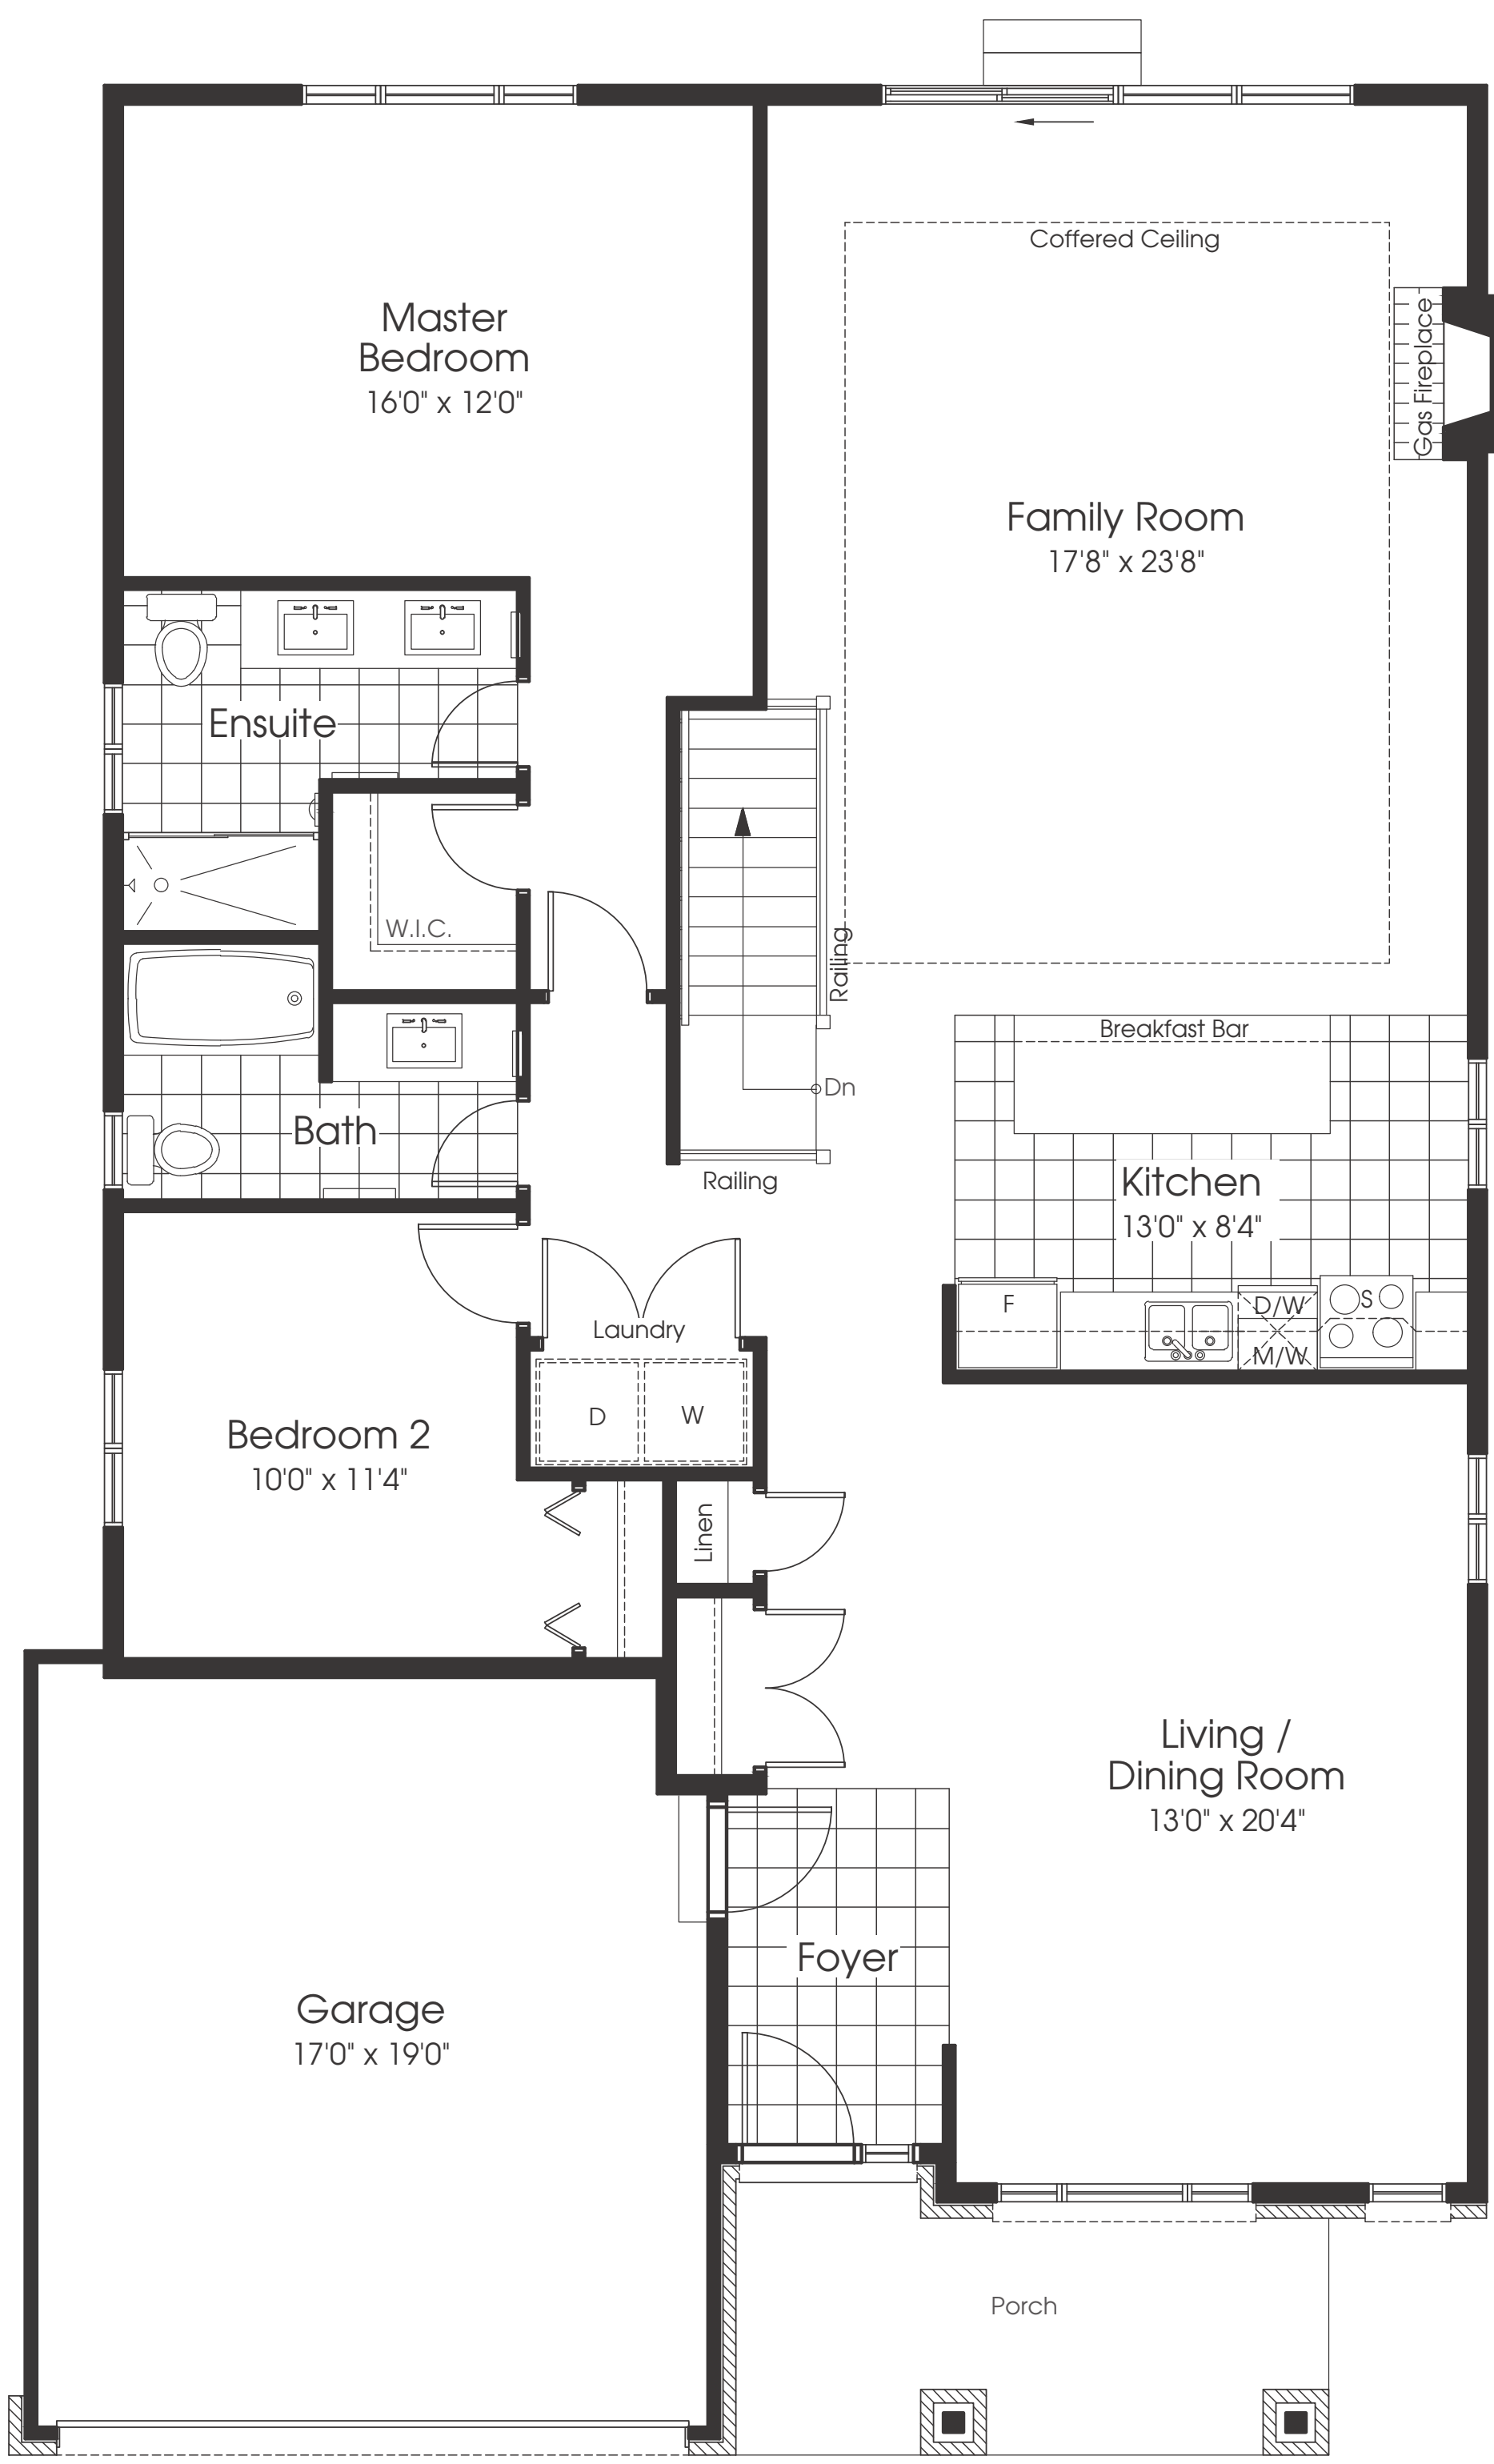 Coffered Ceiling
Gas Fireplace
Master
Bedroom
16'0" x 12'0"
Family Room
17'8" x 23'8"
Ensuite
W.I.C.
Railing
Breakfast Bar
Dn
Bath
Railing
Kitchen
13'0" x 8'4"
F
D/W
S
M/W
Laundry
D
W
Bedroom 2
10'0" x 11'4"
Linen
Living /
Dining Room
13'0" x 20'4"
Foyer
Garage
17'0" x 19'0"
Porch